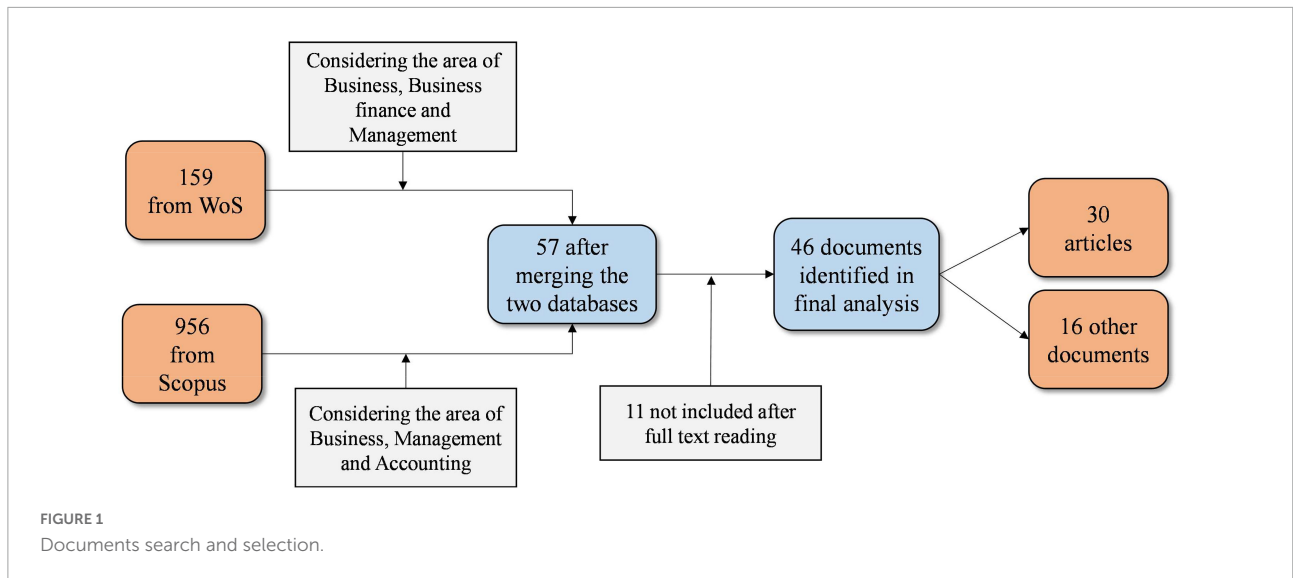 Considering the area of
Business, Business
finance and
Management
159
from WoS
956
from
Scopus
Considering the area of
Business, Management
and Accounting
57 after
merging the
two databases
11 not included after
full text reading
46 documents
identified in
final analysis
30
articles
16 other
documents
FIGURE 1
Documents search and selection.